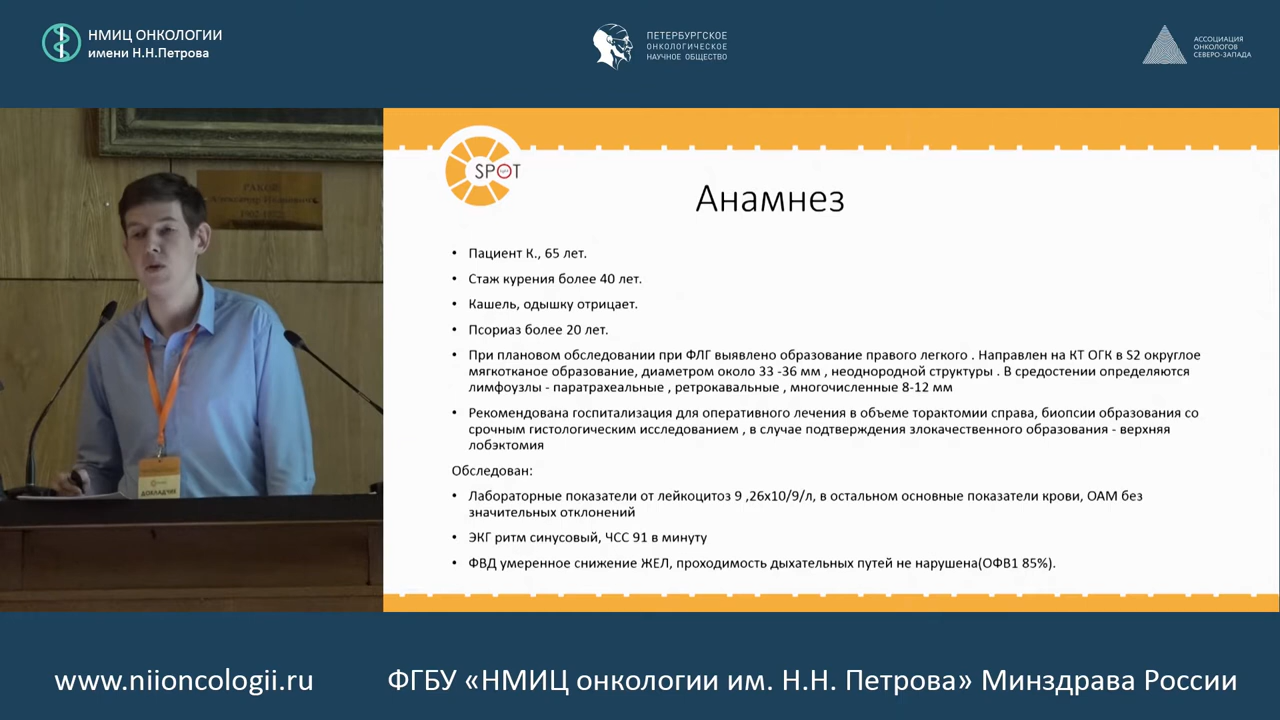 НМИЦ ОНКОЛОГИИ
имени Н.Н.Петрова
ПЕТЕРБУРГСКОЕ
ОНКОЛОГИЧЕСКОЕ
НАУЧНОЕ ОБЩЕСТВО
АССОЦИАЦИЯ
ОНКОЛОГОВ
СЕВЕРО-ЗАПАДА
SPOT
Анамнез
• Пациент К., 65 лет.
• Стаж курения более 40 лет.
• Кашель, одышку отрицает.
• Псориаз более 20 лет.
• При плановом обследовании при ФЛГ выявлено образование правого легкого . Направлен на КТ ОГК в S2 округлое
мягкотканое образование, диаметром около 33 -36 мм , неоднородной структуры . В средостении определяются
лимфоузлы - паратрахеальные , ретрокавальные , многочисленные 8-12 мм
• Рекомендована госпитализация для оперативного лечения в объеме торактомии справа, биопсии образования со
срочным гистологическим исследованием , в случае подтверждения злокачественного образования - верхняя
лобэктомия
Обследован:
• Лабораторные показатели от лейкоцитоз 9 ,26х10/9/л, в остальном основные показатели крови, ОАМ без
значительных отклонений
• ЭКГ ритм синусовый, ЧСС 91 в минуту
• ФВД умеренное снижение ЖЕЛ, проходимость дыхательных путей не нарушена(ОФВ1 85%).
ДОКЛАДЧИК
www.niioncologii.ru
ФГБУ «НМИЦ онкологии им. Н.Н. Петрова» Минздрава России